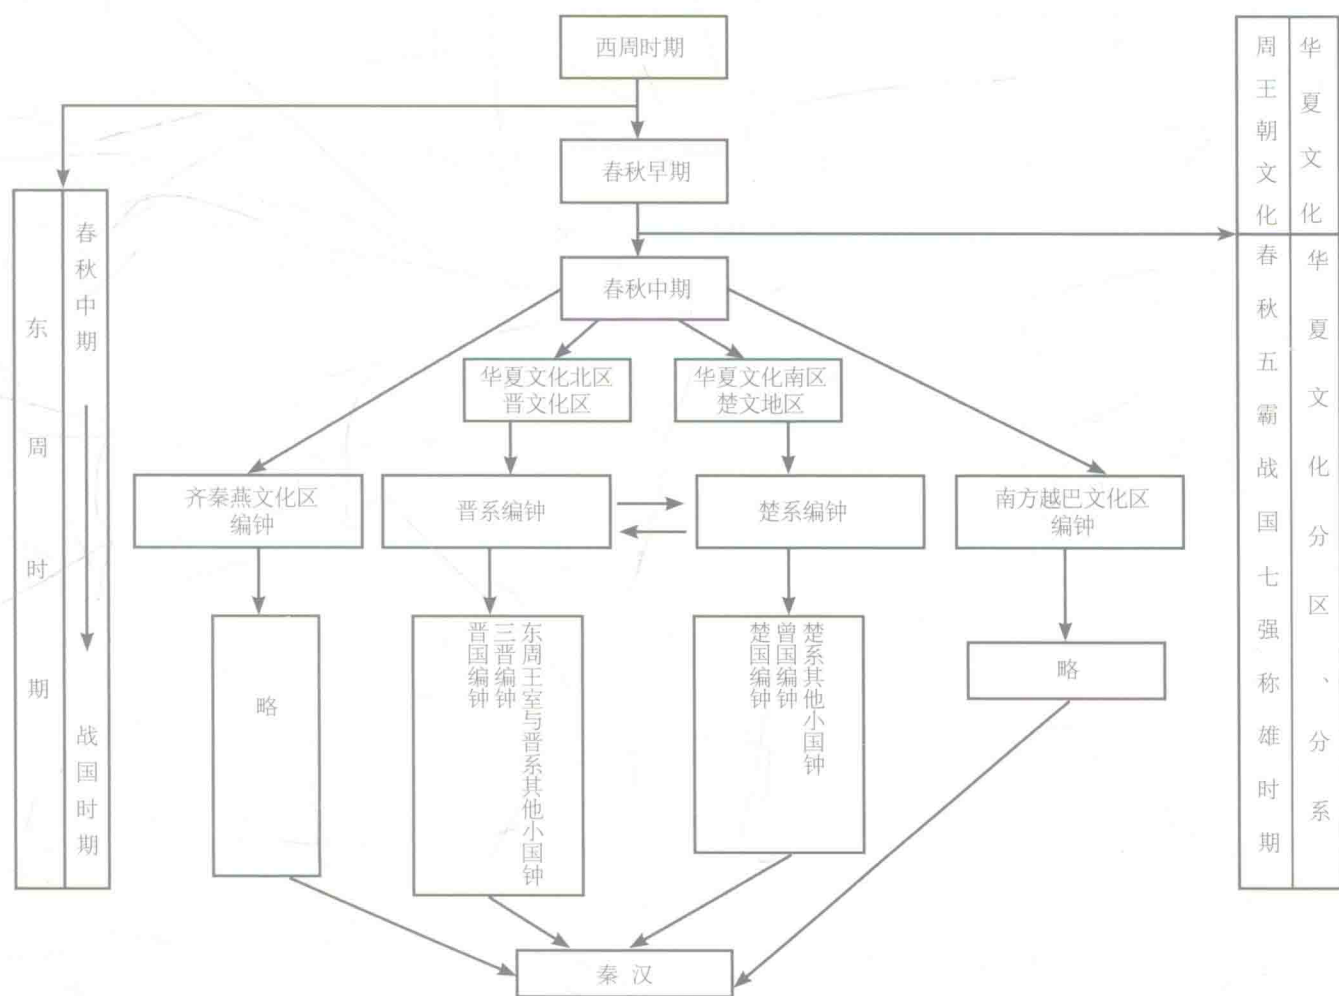 西周时期
春秋早期
春秋中期
华夏文化北区
晋文化区
华夏文化南区
楚文地区
齐秦燕文化区
编钟
晋系编钟
楚系编钟
南方越巴文化区
编钟
略
晋国编钟
三晋编钟
东周王室与晋系其他小国钟
楚国编钟
曾国编钟
楚系其他小国钟
略
秦汉
东周时期
春秋中期
战国时期
周王朝文化
华夏文化
春秋五霸战国七强称雄时期
华夏文化分区、分系